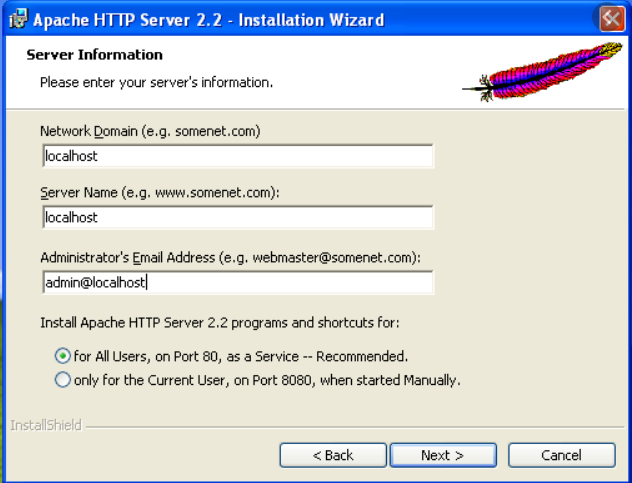 Apache HTTP Server 2.2 - Installation Wizard
Server Information
Please enter your server's information.
Network Domain (e.g. somenet.com)
localhost
Server Name (e.g. www.somenet.com):
localhost
Administrator's Email Address (e.g. webmaster@somenet.com):
admin@localhost
Install Apache HTTP Server 2.2 programs and shortcuts for:
for All Users, on Port 80, as a Service -- Recommended.
only for the Current User, on Port 8080, when started Manually.
InstallShield
< Back Next > Cancel